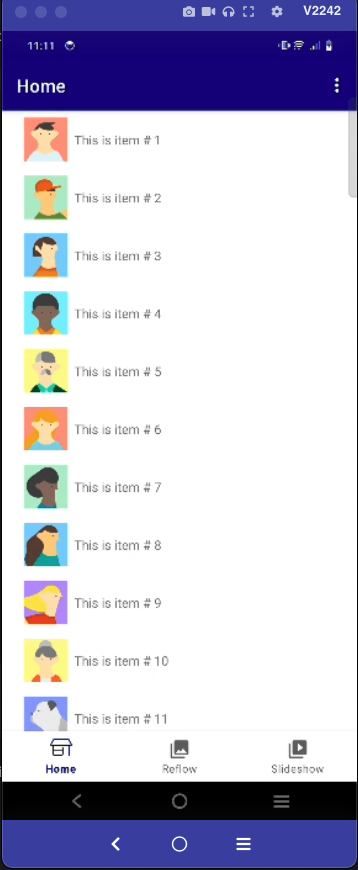 V2242
11:11
Home
This is item # 1
This is item # 2
This is item # 3
This is item # 4
This is item # 5
This is item # 6
This is item # 7
This is item # 8
This is item # 9
This is item # 10
This is item # 11
Home Reflow Slideshow